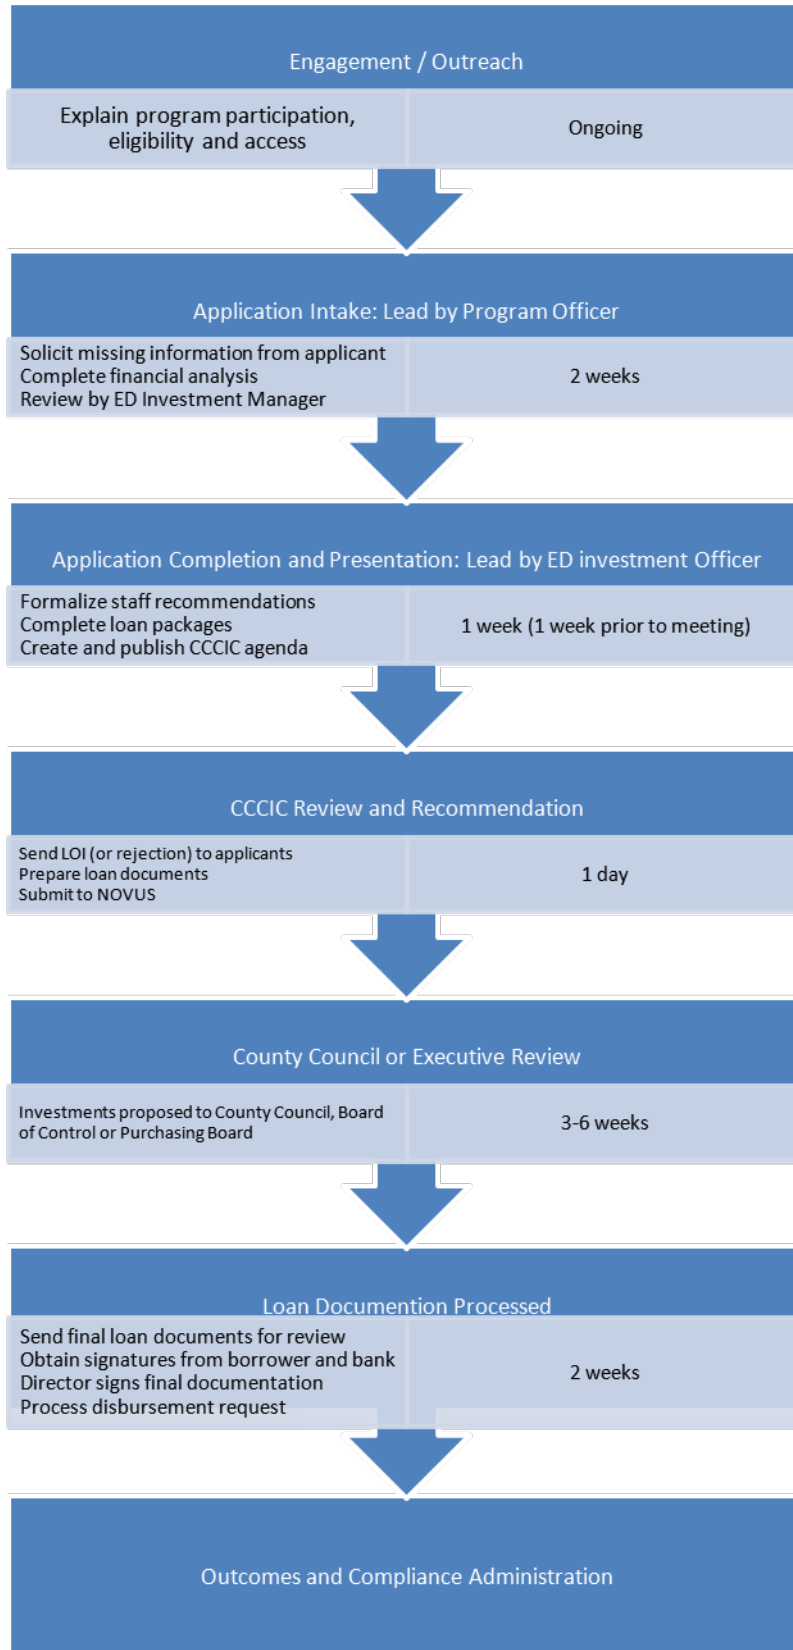 Engagement / Outreach
Explain program participation,
eligibility and access
Ongoing
Application Intake: Lead by Program Officer
Solicit missing information from applicant
Complete financial analysis
Review by ED Investment Manager
2 weeks
Application Completion and Presentation: Lead by ED investment Officer
Formalize staff recommendations
Complete loan packages
Create and publish CCCIC agenda
1 week (1 week prior to meeting)
CCCIC Review and Recommendation
Send LOI (or rejection) to applicants
Prepare loan documents
Submit to NOVUS
1 day
County Council or Executive Review
Investments proposed to County Council, Board
of Control or Purchasing Board
3-6 weeks
Loan Documention Processed
Send final loan documents for review
Obtain signatures from borrower and bank
Director signs final documentation
Process disbursement request
2 weeks
Outcomes and Compliance Administration